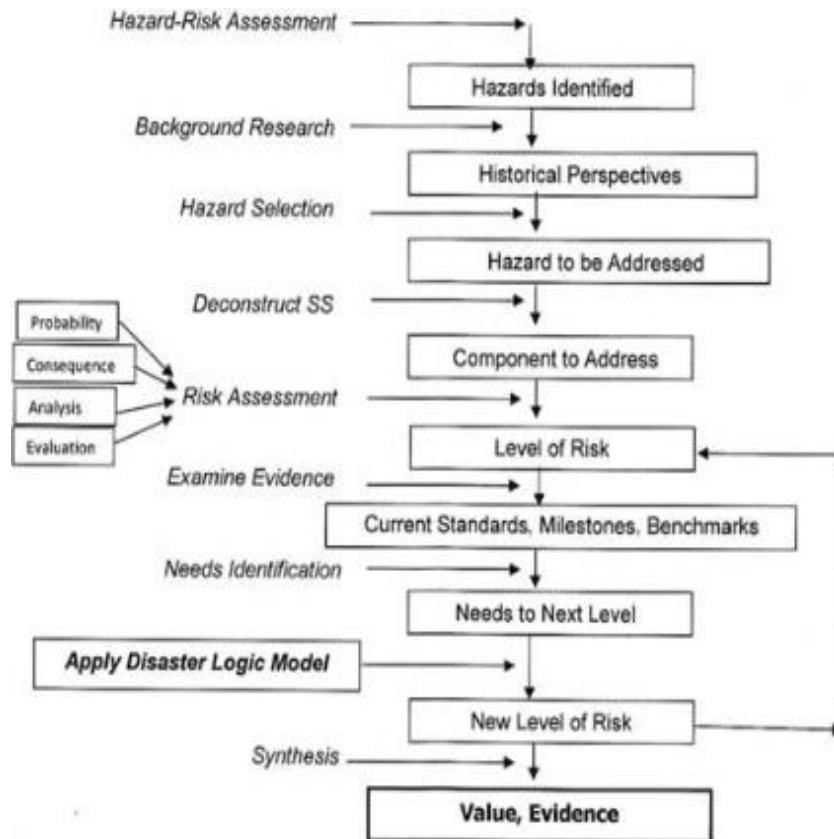 Hazard-Risk Assessment
Hazards Identified
Background Research
Historical Perspectives
Hazard Selection
Hazard to be Addressed
Deconstruct SS
Probability
Consequence
Analysis
Evaluation
Component to Address
Risk Assessment
Level of Risk
Examine Evidence
Current Standards, Milestones, Benchmarks
Needs Identification
Needs to Next Level
Apply Disaster Logic Model
New Level of Risk
Synthesis
Value, Evidence